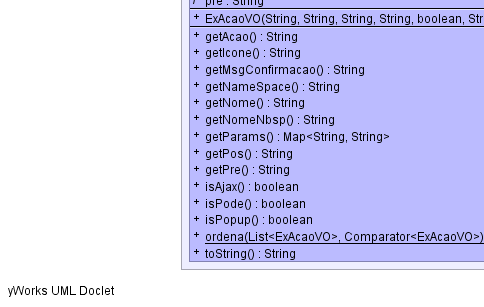 / pre : String
+ ExAcaoVO(String, String, String, String, boolean, Str
+ getAcao() : String
+ getIcone() : String
+ getMsgConfirmacao() : String
+ getNameSpace() : String
+ getNome() : String
+ getNomeNbsp() : String
+ getParams() : Map<String, String>
+ getPos() : String
+ getPre() : String
+ isAjax() : boolean
+ isPode() : boolean
+ isPopup() : boolean
+ ordena(List<ExAcaoVO>, Comparator<ExAcaoVO>)
+ toString() : String
yWorks UML Doclet